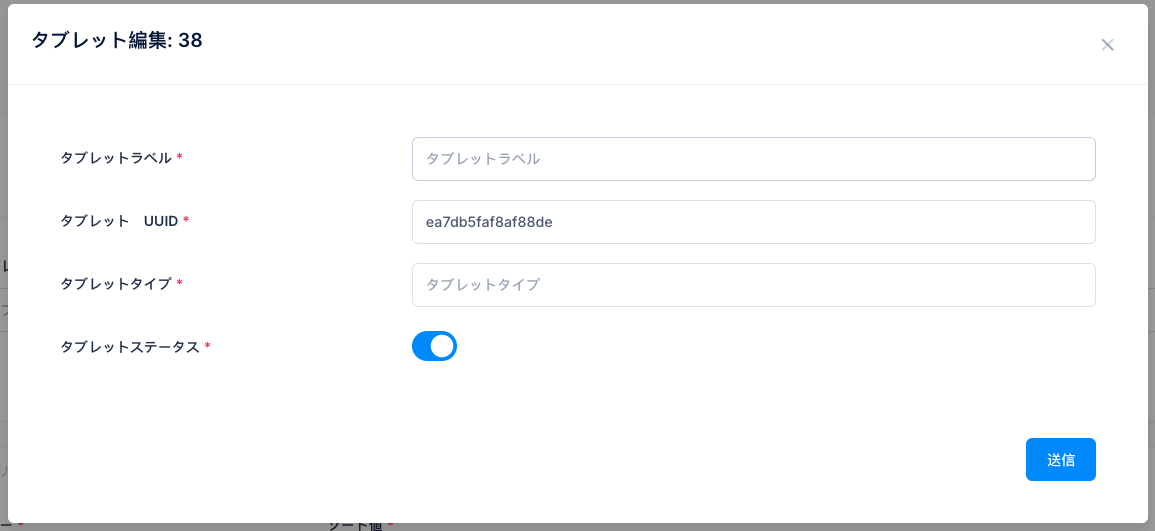 タブレット編集: 38
タブレットラベル *
タブレットラベル
タブレット　UUID *
ea7db5faf8af88de
タブレットタイプ *
タブレットタイプ
タブレットステータス *
送信